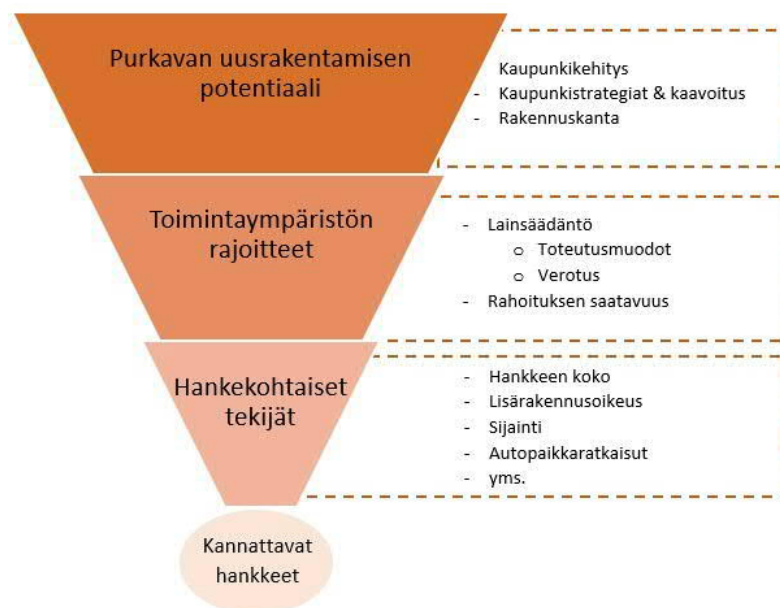 Purkavan uusrakentamisen
potentiaali
Kaupunkikehitys
- Kaupunkistrategiat & kaavoitus
- Rakennuskanta
Toimintaympäristön
rajoitteet
- Lainsäädäntö
o Toteutusmuodot
o Verotus
- Rahoituksen saatavuus
Hankekohtaiset
tekijät
- Hankkeen koko
- Lisärakennusoikeus
- Sijainti
- Autopaikkaratkaisut
- yms.
Kannattavat
hankkeet